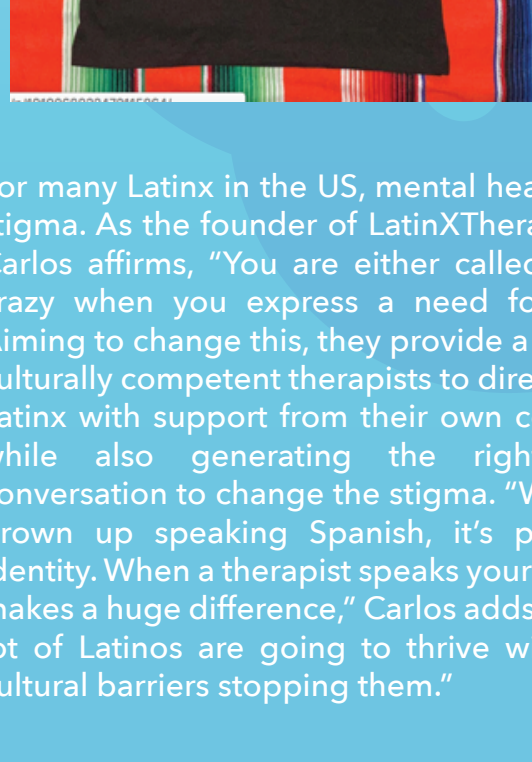 or many Latinx in the US, mental hea
tigma. As the founder of LatinXThera
Carlos affirms, “You are either called
razy when you express a need fo
Aiming to change this, they provide a
ulturally competent therapists to dire
atinx with support from their own c
while also generating the righ
onversation to change the stigma. “W
rown up speaking Spanish, it’s p
dentity. When a therapist speaks your
makes a huge difference,” Carlos adds
ot of Latinos are going to thrive w
ultural barriers stopping them.”